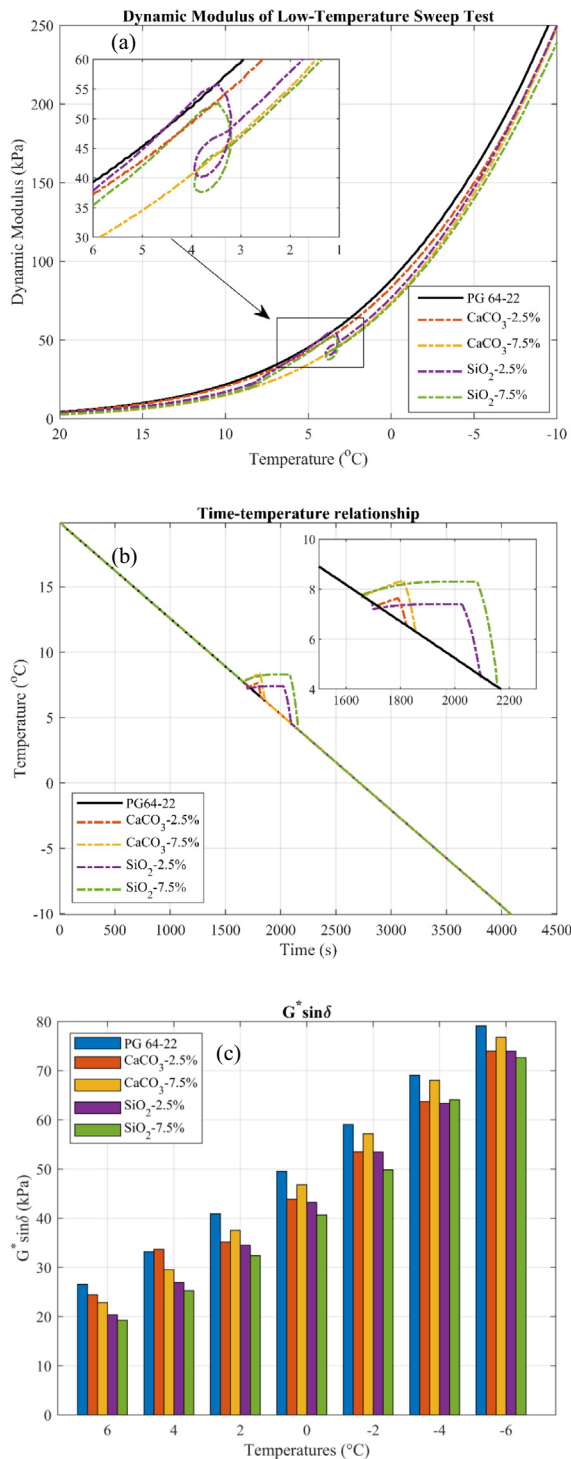 Dynamic Modulus of Low-Temperature Sweep Test
(a)
60
55
50
45
40
35
30
6
5
4
3
2
1
250
200
150
100
50
0
Dynamic Modulus (kPa)
PG 64-22
CaCO3-2.5%
CaCO3-7.5%
SiO2-2.5%
SiO2-7.5%
20
15
10
5
0
-5
-10
Temperature (oC)
Time-temperature relationship
(b)
10
8
6
4
1600
1800
2000
2200
15
10
5
0
-5
-10
Temperature (oC)
PG64-22
CaCO3-2.5%
CaCO3-7.5%
SiO2-2.5%
SiO2-7.5%
0
500
1000
1500
2000
2500
3000
3500
4000
4500
Time (s)
G*sinδ
(c)
80
70
60
50
40
30
20
10
0
G*sinδ (kPa)
PG 64-22
CaCO3-2.5%
CaCO3-7.5%
SiO2-2.5%
SiO2-7.5%
6
4
2
0
-2
-4
-6
Temperatures (°C)